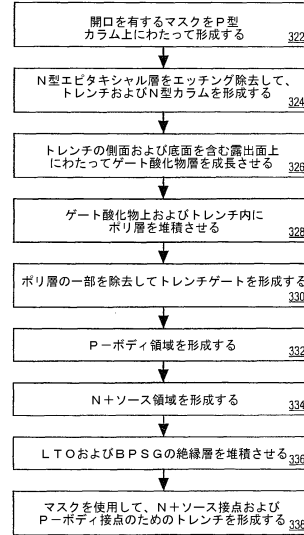 開口を有するマスクをP型
カラム上にわたって形成する
322
N型エピタキシャル層をエッチング除去して、
トレンチおよびN型カラムを形成する
324
トレンチの側面および底面を含む露出面上
にわたってゲート酸化物層を成長させる
326
ゲート酸化物上およびトレンチ内に
ポリ層を堆積させる
328
ポリ層の一部を除去してトレンチゲートを形成する
330
P－ボディ領域を形成する
332
N＋ソース領域を形成する
334
LTOおよびBPSGの絶縁層を堆積させる
336
マスクを使用して、N＋ソース接点および
P－ボディ接点のためのトレンチを形成する
338